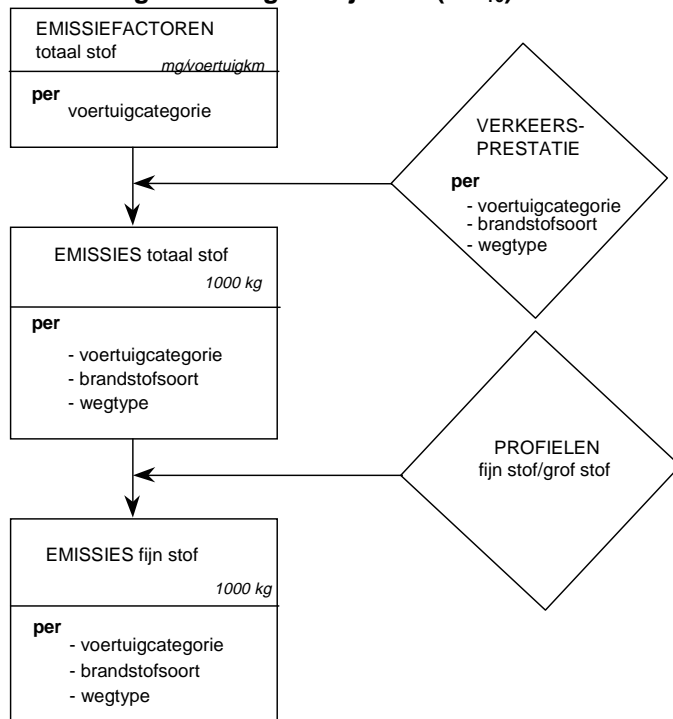 EMISSIEFACTOREN
totaal stof
mg/voertuigkm
per
voertuigcategorie
VERKEERS-
PRESTATIE
per
- voertuigcategorie
- brandstofsoort
- wegtype
EMISSIES totaal stof
1000 kg
per
- voertuigcategorie
- brandstofsoort
- wegtype
PROFIELEN
fijn stof/grof stof
EMISSIES fijn stof
1000 kg
per
- voertuigcategorie
- brandstofsoort
- wegtype